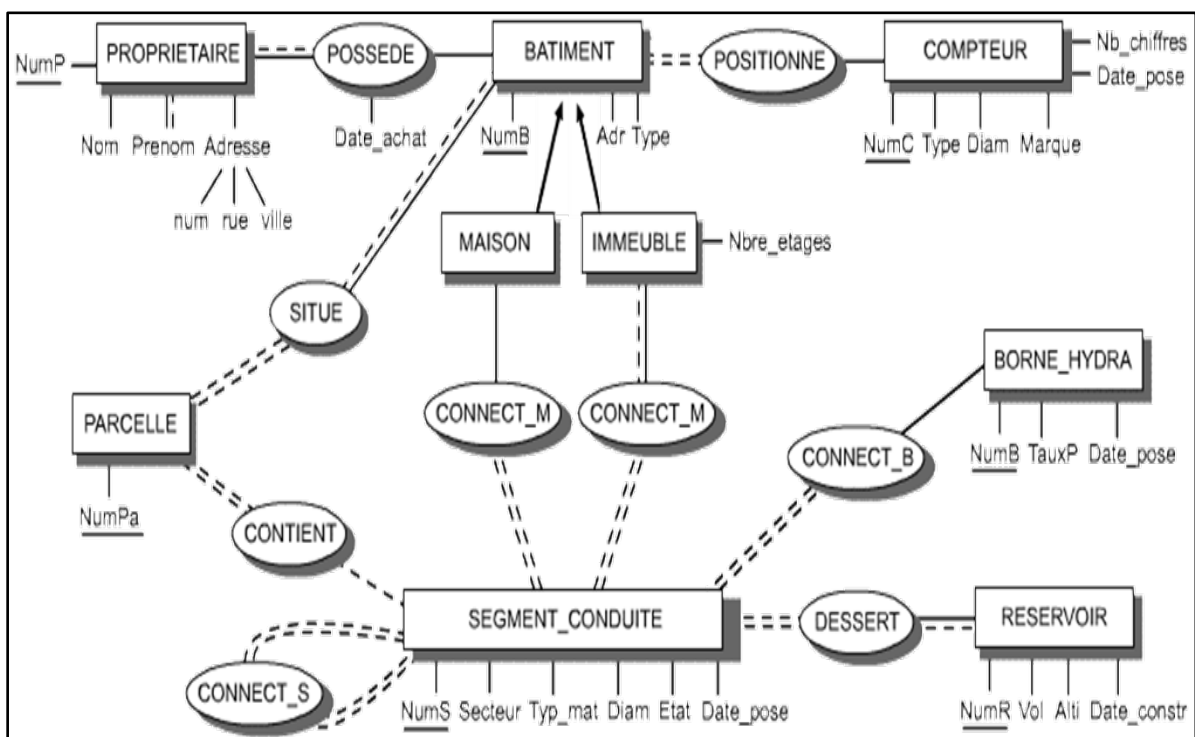 PROPRIETAIRE
POSSEDE
BATIMENT
POSITIONNE
COMPTEUR
Nb_chiffres
Date_pose
NumP
Nom Prenom Adresse
num rue ville
Date_achat
NumB
Adr Type
NumC Type Diam Marque
MAISON
IMMEUBLE
Nbre_etages
SITUE
BORNE_HYDRA
PARCELLE
CONNECT_M
CONNECT_M
CONNECT_B
NumB TauxP Date_pose
NumPa
CONTIENT
SEGMENT_CONDUITE
DESSERT
RESERVOIR
CONNECT_S
NumS Secteur Typ_mat Diam Etat Date_pose
NumR Vol Alti Date_constr